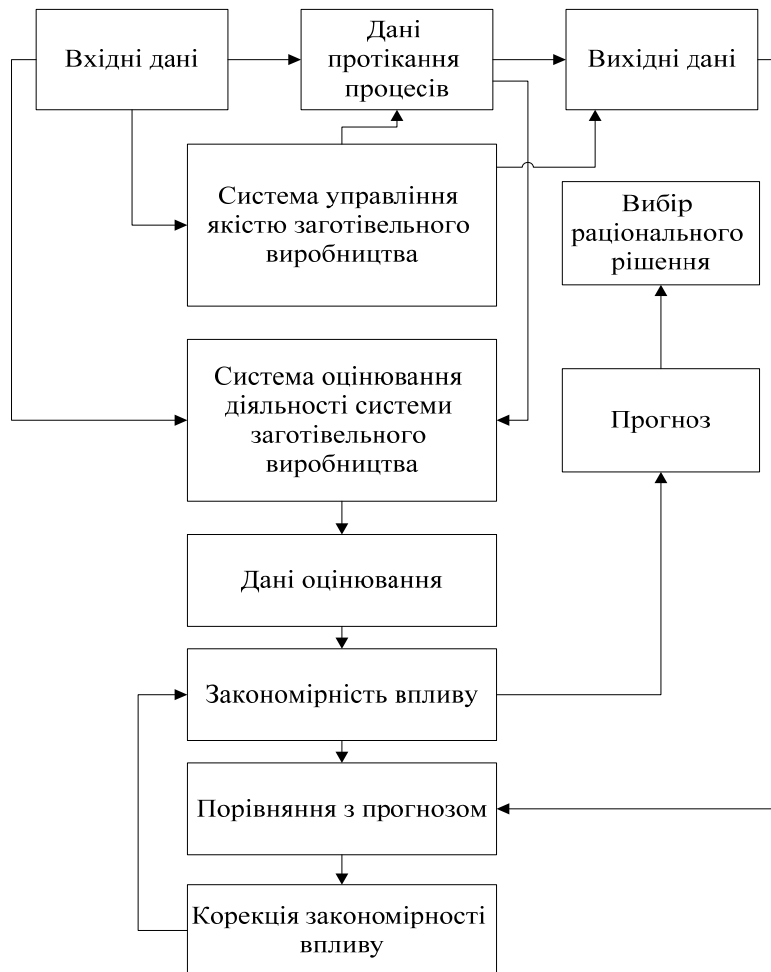 Вхідні дані
Дані
протікання
процесів
Вихідні дані
Система управління
якістю заготівельного
виробництва
Вибір
раціонального
рішення
Система оцінювання
діяльності системи
заготівельного
виробництва
Прогноз
Дані оцінювання
Закономірність впливу
Порівняння з прогнозом
Корекція закономірності
впливу